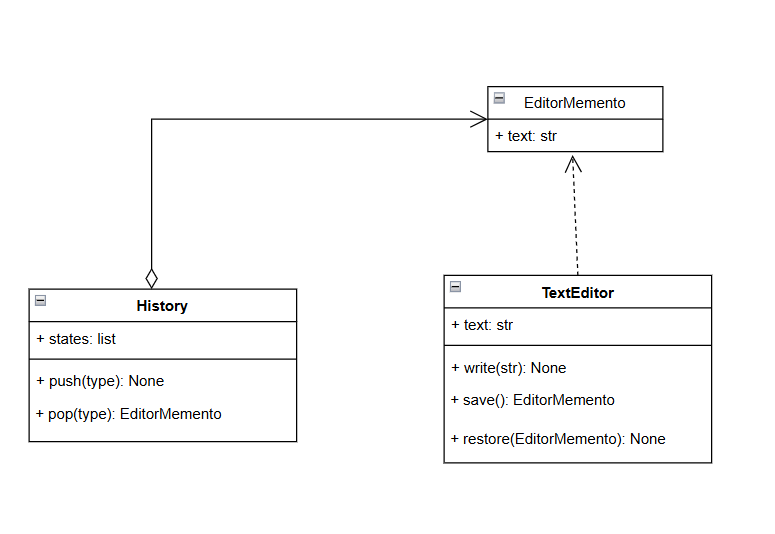 EditorMemento
+ text: str
History
+ states: list
+ push(type): None
+ pop(type): EditorMemento
TextEditor
+ text: str
+ write(str): None
+ save(): EditorMemento
+ restore(EditorMemento): None